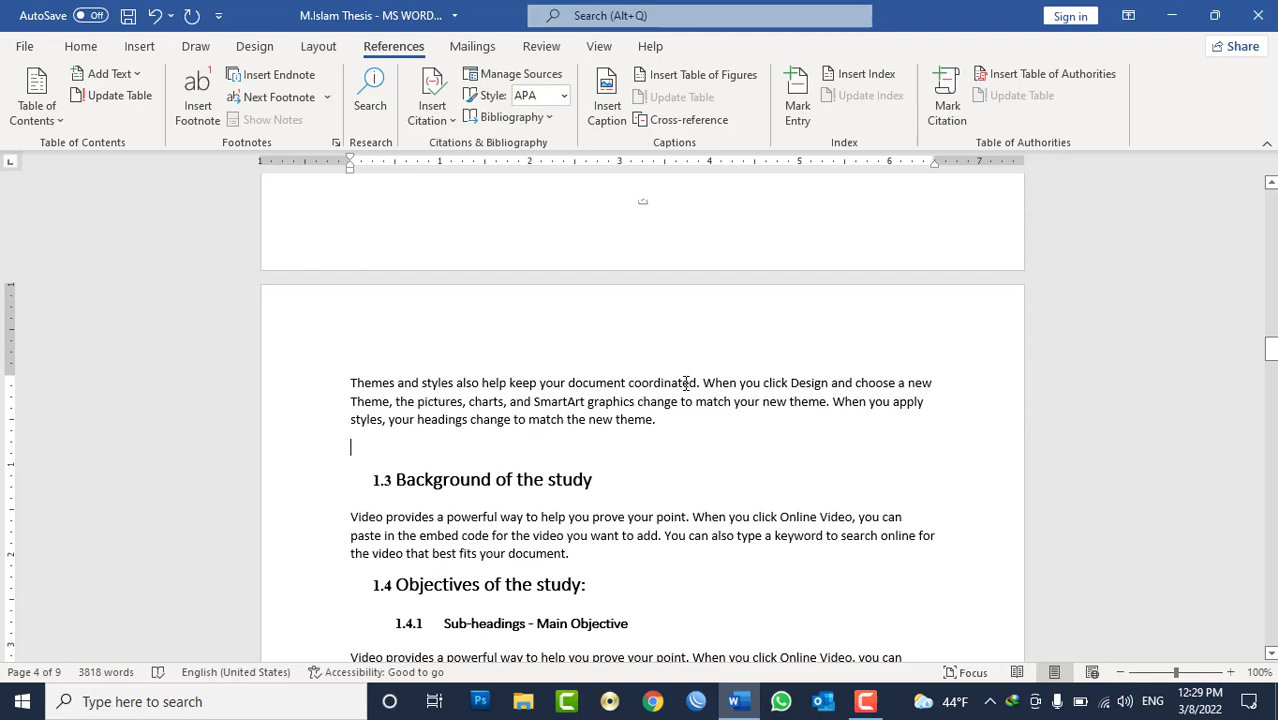 AutoSave Off M.Islam Thesis - MS WORD... Search (Alt+Q) Sign in
File Home Insert Draw Design Layout References Mailings Review View Help Share
Table of Contents
Add Text
Update Table
Table of Contents
ab
Insert Footnote
Insert Endnote
Next Footnote
Show Notes
Footnotes
Search
Research
Insert Citation
Manage Sources
Style: APA
Bibliography
Citations & Bibliography
Insert Caption
Insert Table of Figures
Update Table
Cross-reference
Captions
Mark Entry
Insert Index
Update Index
Index
Mark Citation
Insert Table of Authorities
Update Table
Table of Authorities
1 1 2 3 4 5 6 7
Themes and styles also help keep your document coordinated. When you click Design and choose a new
Theme, the pictures, charts, and SmartArt graphics change to match your new theme. When you apply
styles, your headings change to match the new theme.
1.3 Background of the study
Video provides a powerful way to help you prove your point. When you click Online Video, you can
paste in the embed code for the video you want to add. You can also type a keyword to search online for
the video that best fits your document.
1.4 Objectives of the study:
1.4.1 Sub-headings - Main Objective
Video provides a powerful way to help you prove your point. When you click Online Video, you can
Page 4 of 9 3818 words English (United States) Accessibility: Good to go Focus 100%
Type here to search 44°F ENG 12:29 PM
3/8/2022